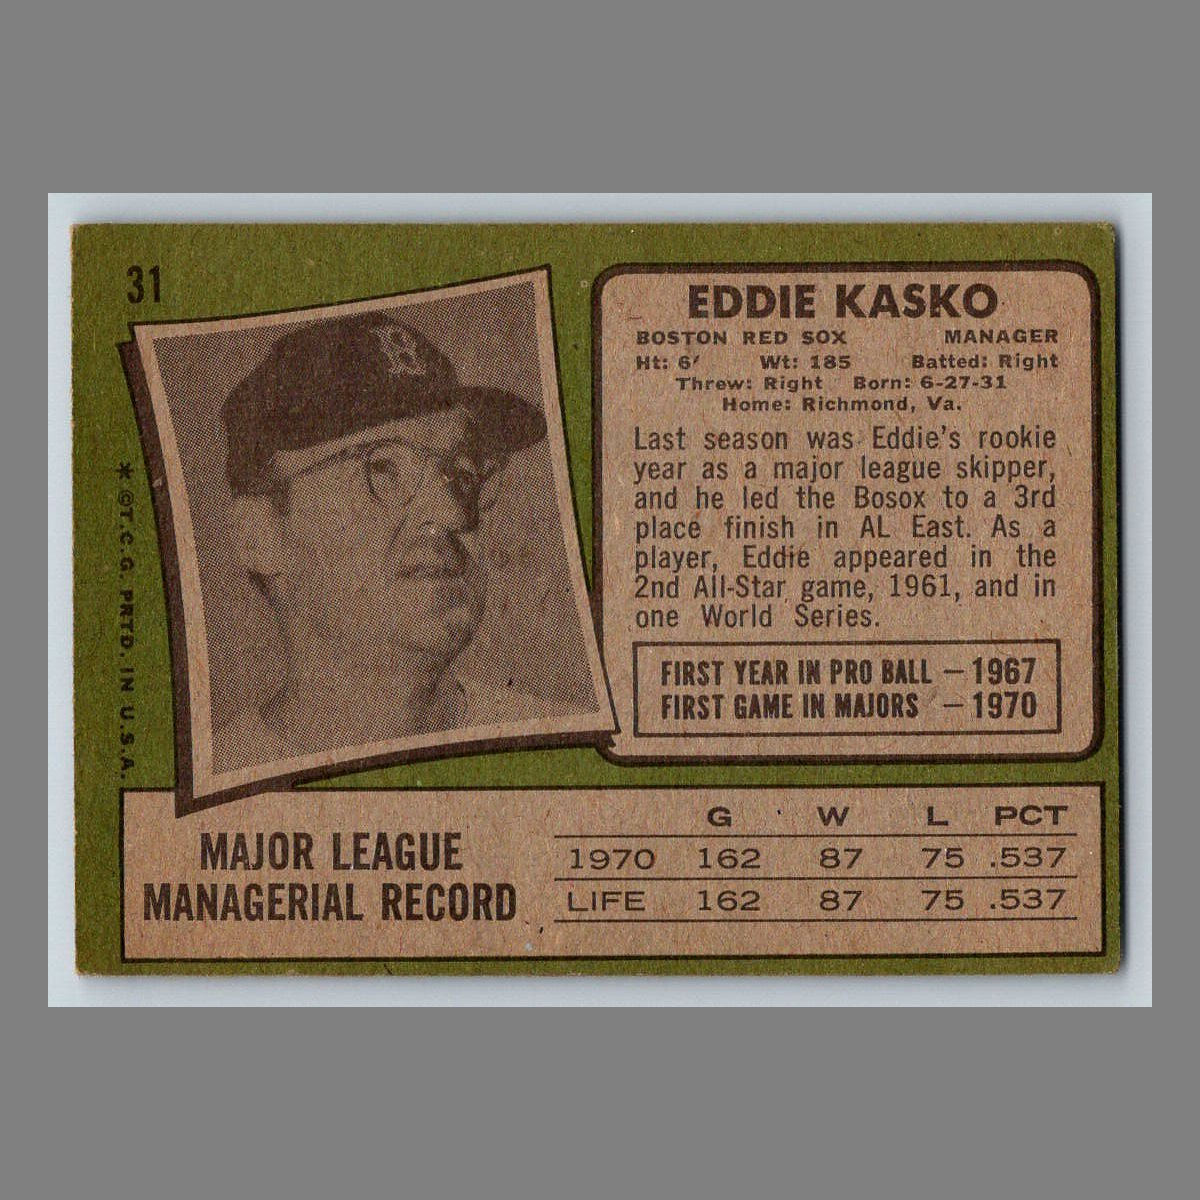 31
B
EDDIE KASKO
BOSTON RED SOX MANAGER
Ht: 6' Wt: 185 Batted: Right
Threw: Right Born: 6-27-31
Home: Richmond, Va.
Last season was Eddie's rookie
year as a major league skipper,
and he led the Bosox to a 3rd
place finish in AL East. As a
player, Eddie appeared in the
2nd All-Star game, 1961, and in
one World Series.
FIRST YEAR IN PRO BALL — 1967
FIRST GAME IN MAJORS — 1970
* ©T.C.G. PRTD. IN U.S.A.
MAJOR LEAGUE
MANAGERIAL RECORD
G W L PCT
1970 162 87 75 .537
LIFE 162 87 75 .537